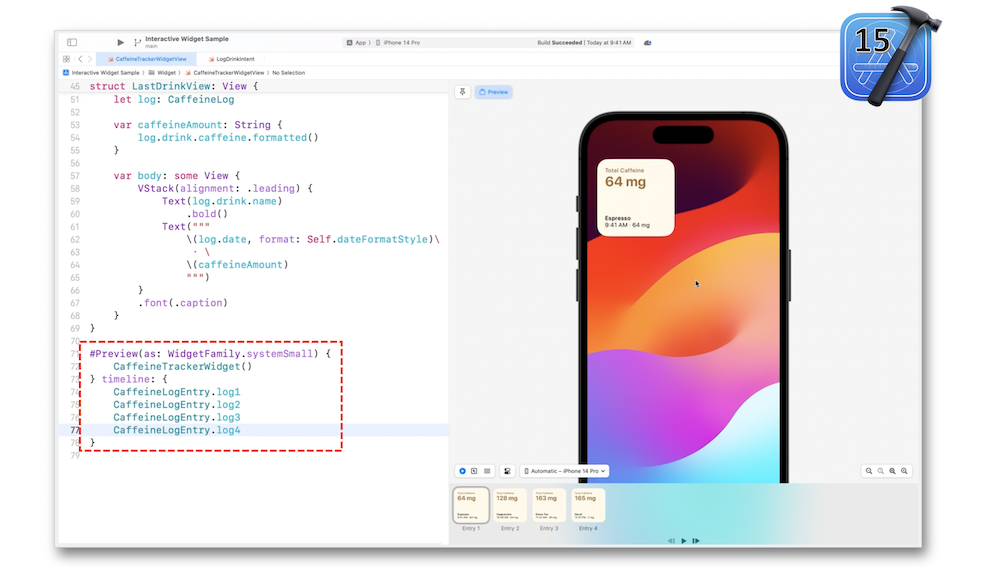 15
Interactive Widget Sample
main
App 〉 iPhone 14 Pro
Build Succeeded | Today at 9:41 AM
CaffeineTrackerWidgetView
LogDrinkIntent
Interactive Widget Sample 〉 Widget 〉 CaffeineTrackerWidgetView 〉 No Selection
45 struct LastDrinkView: View {
51 let log: CaffeineLog
52
53 var caffeineAmount: String {
54 log.drink.caffeine.formatted()
55 }
56
57 var body: some View {
58 VStack(alignment: .leading) {
59 Text(log.drink.name)
60 .bold()
61 Text("""
62 \(log.date, format: Self.dateFormatStyle)\
63 · \
64 \(caffeineAmount)
65 """)
66 }
67 .font(.caption)
68 }
69 }
70
71 #Preview(as: WidgetFamily.systemSmall) {
72 CaffeineTrackerWidget()
73 } timeline: {
74 CaffeineLogEntry.log1
75 CaffeineLogEntry.log2
76 CaffeineLogEntry.log3
77 CaffeineLogEntry.log4
78 }
79
Preview
Total Caffeine
64 mg
Espresso
9:41 AM · 64 mg
Automatic – iPhone 14 Pro
64 mg
128 mg
163 mg
165 mg
Entry 1
Entry 2
Entry 3
Entry 4